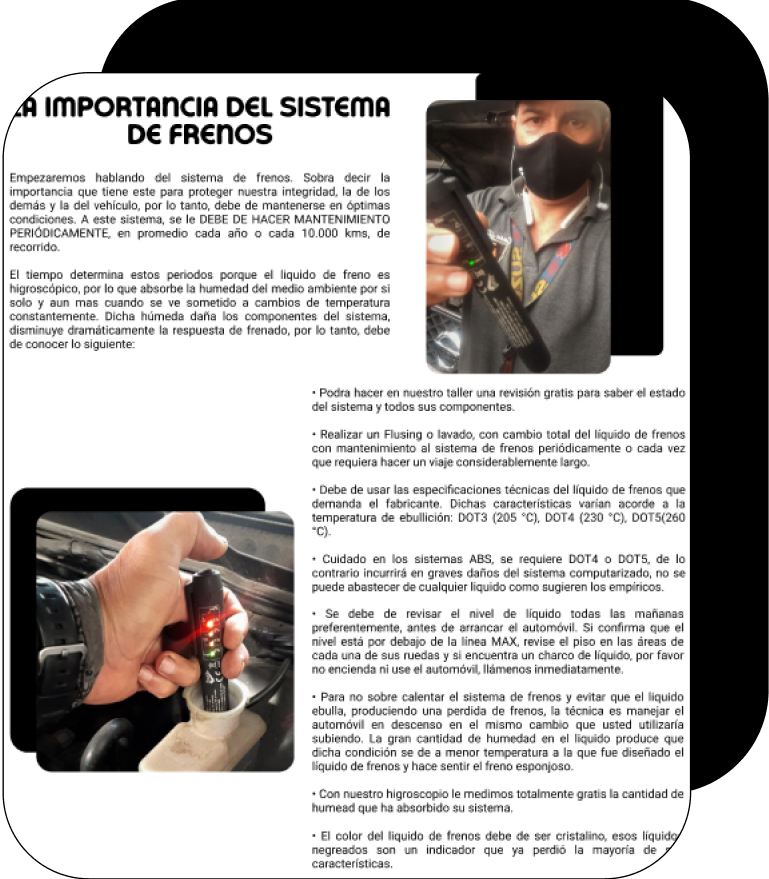 LA IMPORTANCIA DEL SISTEMA
DE FRENOS
Empezaremos hablando del sistema de frenos. Sobra decir la
importancia que tiene este para proteger nuestra integridad, la de los
demás y la del vehículo, por lo tanto, debe de mantenerse en óptimas
condiciones. A este sistema, se le DEBE DE HACER MANTENIMIENTO
PERIÓDICAMENTE, en promedio cada año o cada 10.000 kms, de
recorrido.
El tiempo determina estos periodos porque el liquido de freno es
higroscópico, por lo que absorbe la humedad del medio ambiente por si
solo y aun mas cuando se ve sometido a cambios de temperatura
constantemente. Dicha húmeda daña los componentes del sistema,
disminuye dramáticamente la respuesta de frenado, por lo tanto, debe
de conocer lo siguiente:
• Podra hacer en nuestro taller una revisión gratis para saber el estado
del sistema y todos sus componentes.
• Realizar un Flusing o lavado, con cambio total del líquido de frenos
con mantenimiento al sistema de frenos periódicamente o cada vez
que requiera hacer un viaje considerablemente largo.
• Debe de usar las especificaciones técnicas del líquido de frenos que
demanda el fabricante. Dichas características varían acorde a la
temperatura de ebullición: DOT3 (205 °C), DOT4 (230 °C), DOT5(260
°C).
• Cuidado en los sistemas ABS, se requiere DOT4 o DOT5, de lo
contrario incurrirá en graves daños del sistema computarizado, no se
puede abastecer de cualquier liquido como sugieren los empíricos.
• Se debe de revisar el nivel de líquido todas las mañanas
preferentemente, antes de arrancar el automóvil. Si confirma que el
nivel está por debajo de la línea MAX, revise el piso en las áreas de
cada una de sus ruedas y si encuentra un charco de líquido, por favor
no encienda ni use el automóvil, llámenos inmediatamente.
• Para no sobre calentar el sistema de frenos y evitar que el liquido
ebulla, produciendo una perdida de frenos, la técnica es manejar el
automóvil en descenso en el mismo cambio que usted utilizaría
subiendo. La gran cantidad de humedad en el liquido produce que
dicha condición se de a menor temperatura a la que fue diseñado el
líquido de frenos y hace sentir el freno esponjoso.
• Con nuestro higroscopio le medimos totalmente gratis la cantidad de
humead que ha absorbido su sistema.
• El color del liquido de frenos debe de ser cristalino, esos líquido
negreados son un indicador que ya perdió la mayoría de
características.